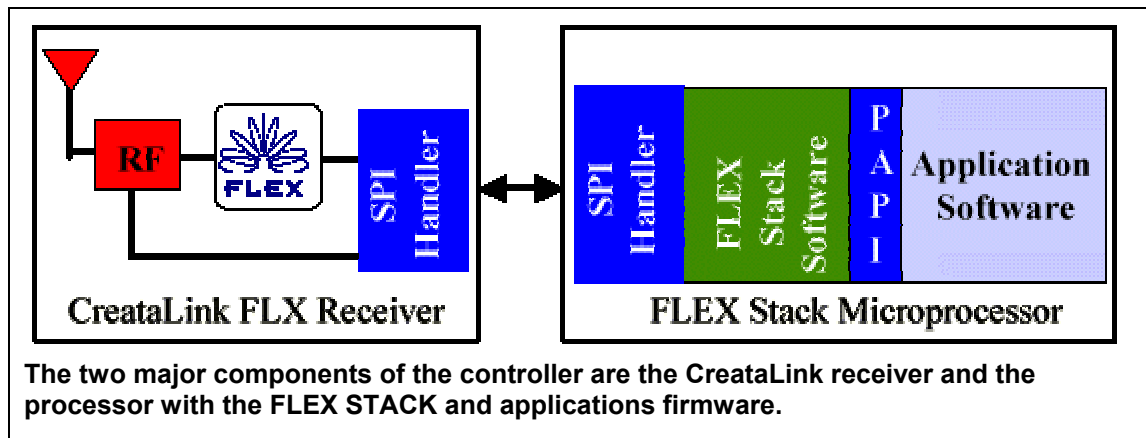 RF
FLEX
SPI
Handler
CreataLink FLX Receiver
SPI
Handler
FLEX
Stack
Software
PAPI
Application
Software
FLEX Stack Microprocessor
The two major components of the controller are the CreataLink receiver and the
processor with the FLEX STACK and applications firmware.